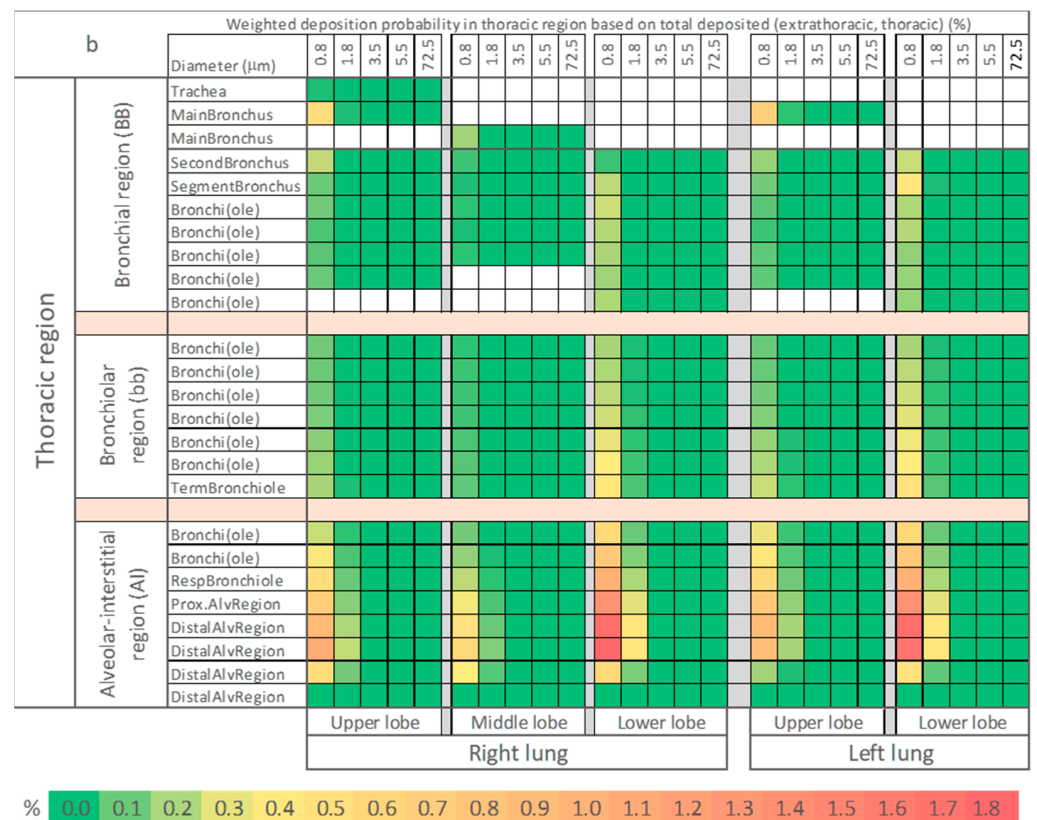 Weighted deposition probability in thoracic region based on total deposited (extrathoracic, thoracic) (%)
b
Diameter (µm) 0.8 1.8 3.5 5.5 72.5 0.8 1.8 3.5 5.5 72.5 0.8 1.8 3.5 5.5 72.5 0.8 1.8 3.5 5.5 72.5 0.8 1.8 3.5 5.5 72.5
Thoracic region
Bronchial region (BB)
Trachea
MainBronchus
MainBronchus
SecondBronchus
SegmentBronchus
Bronchi(ole)
Bronchi(ole)
Bronchi(ole)
Bronchi(ole)
Bronchi(ole)
Bronchiolar
region (bb)
Bronchi(ole)
Bronchi(ole)
Bronchi(ole)
Bronchi(ole)
Bronchi(ole)
Bronchi(ole)
TermBronchiole
Alveolar-interstitial
region (AI)
Bronchi(ole)
Bronchi(ole)
RespBronchiole
Prox.AlvRegion
DistalAlvRegion
DistalAlvRegion
DistalAlvRegion
DistalAlvRegion
Upper lobe Middle lobe Lower lobe Upper lobe Lower lobe
Right lung Left lung
% 0.0 0.1 0.2 0.3 0.4 0.5 0.6 0.7 0.8 0.9 1.0 1.1 1.2 1.3 1.4 1.5 1.6 1.7 1.8